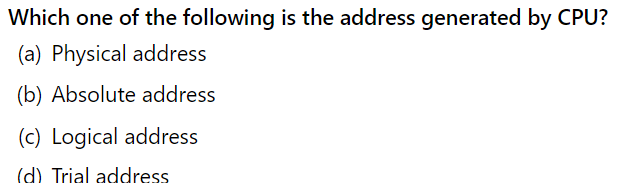 Which one of the following is the address generated by CPU?
(a) Physical address
(b) Absolute address
(c) Logical address
(d) Trial address